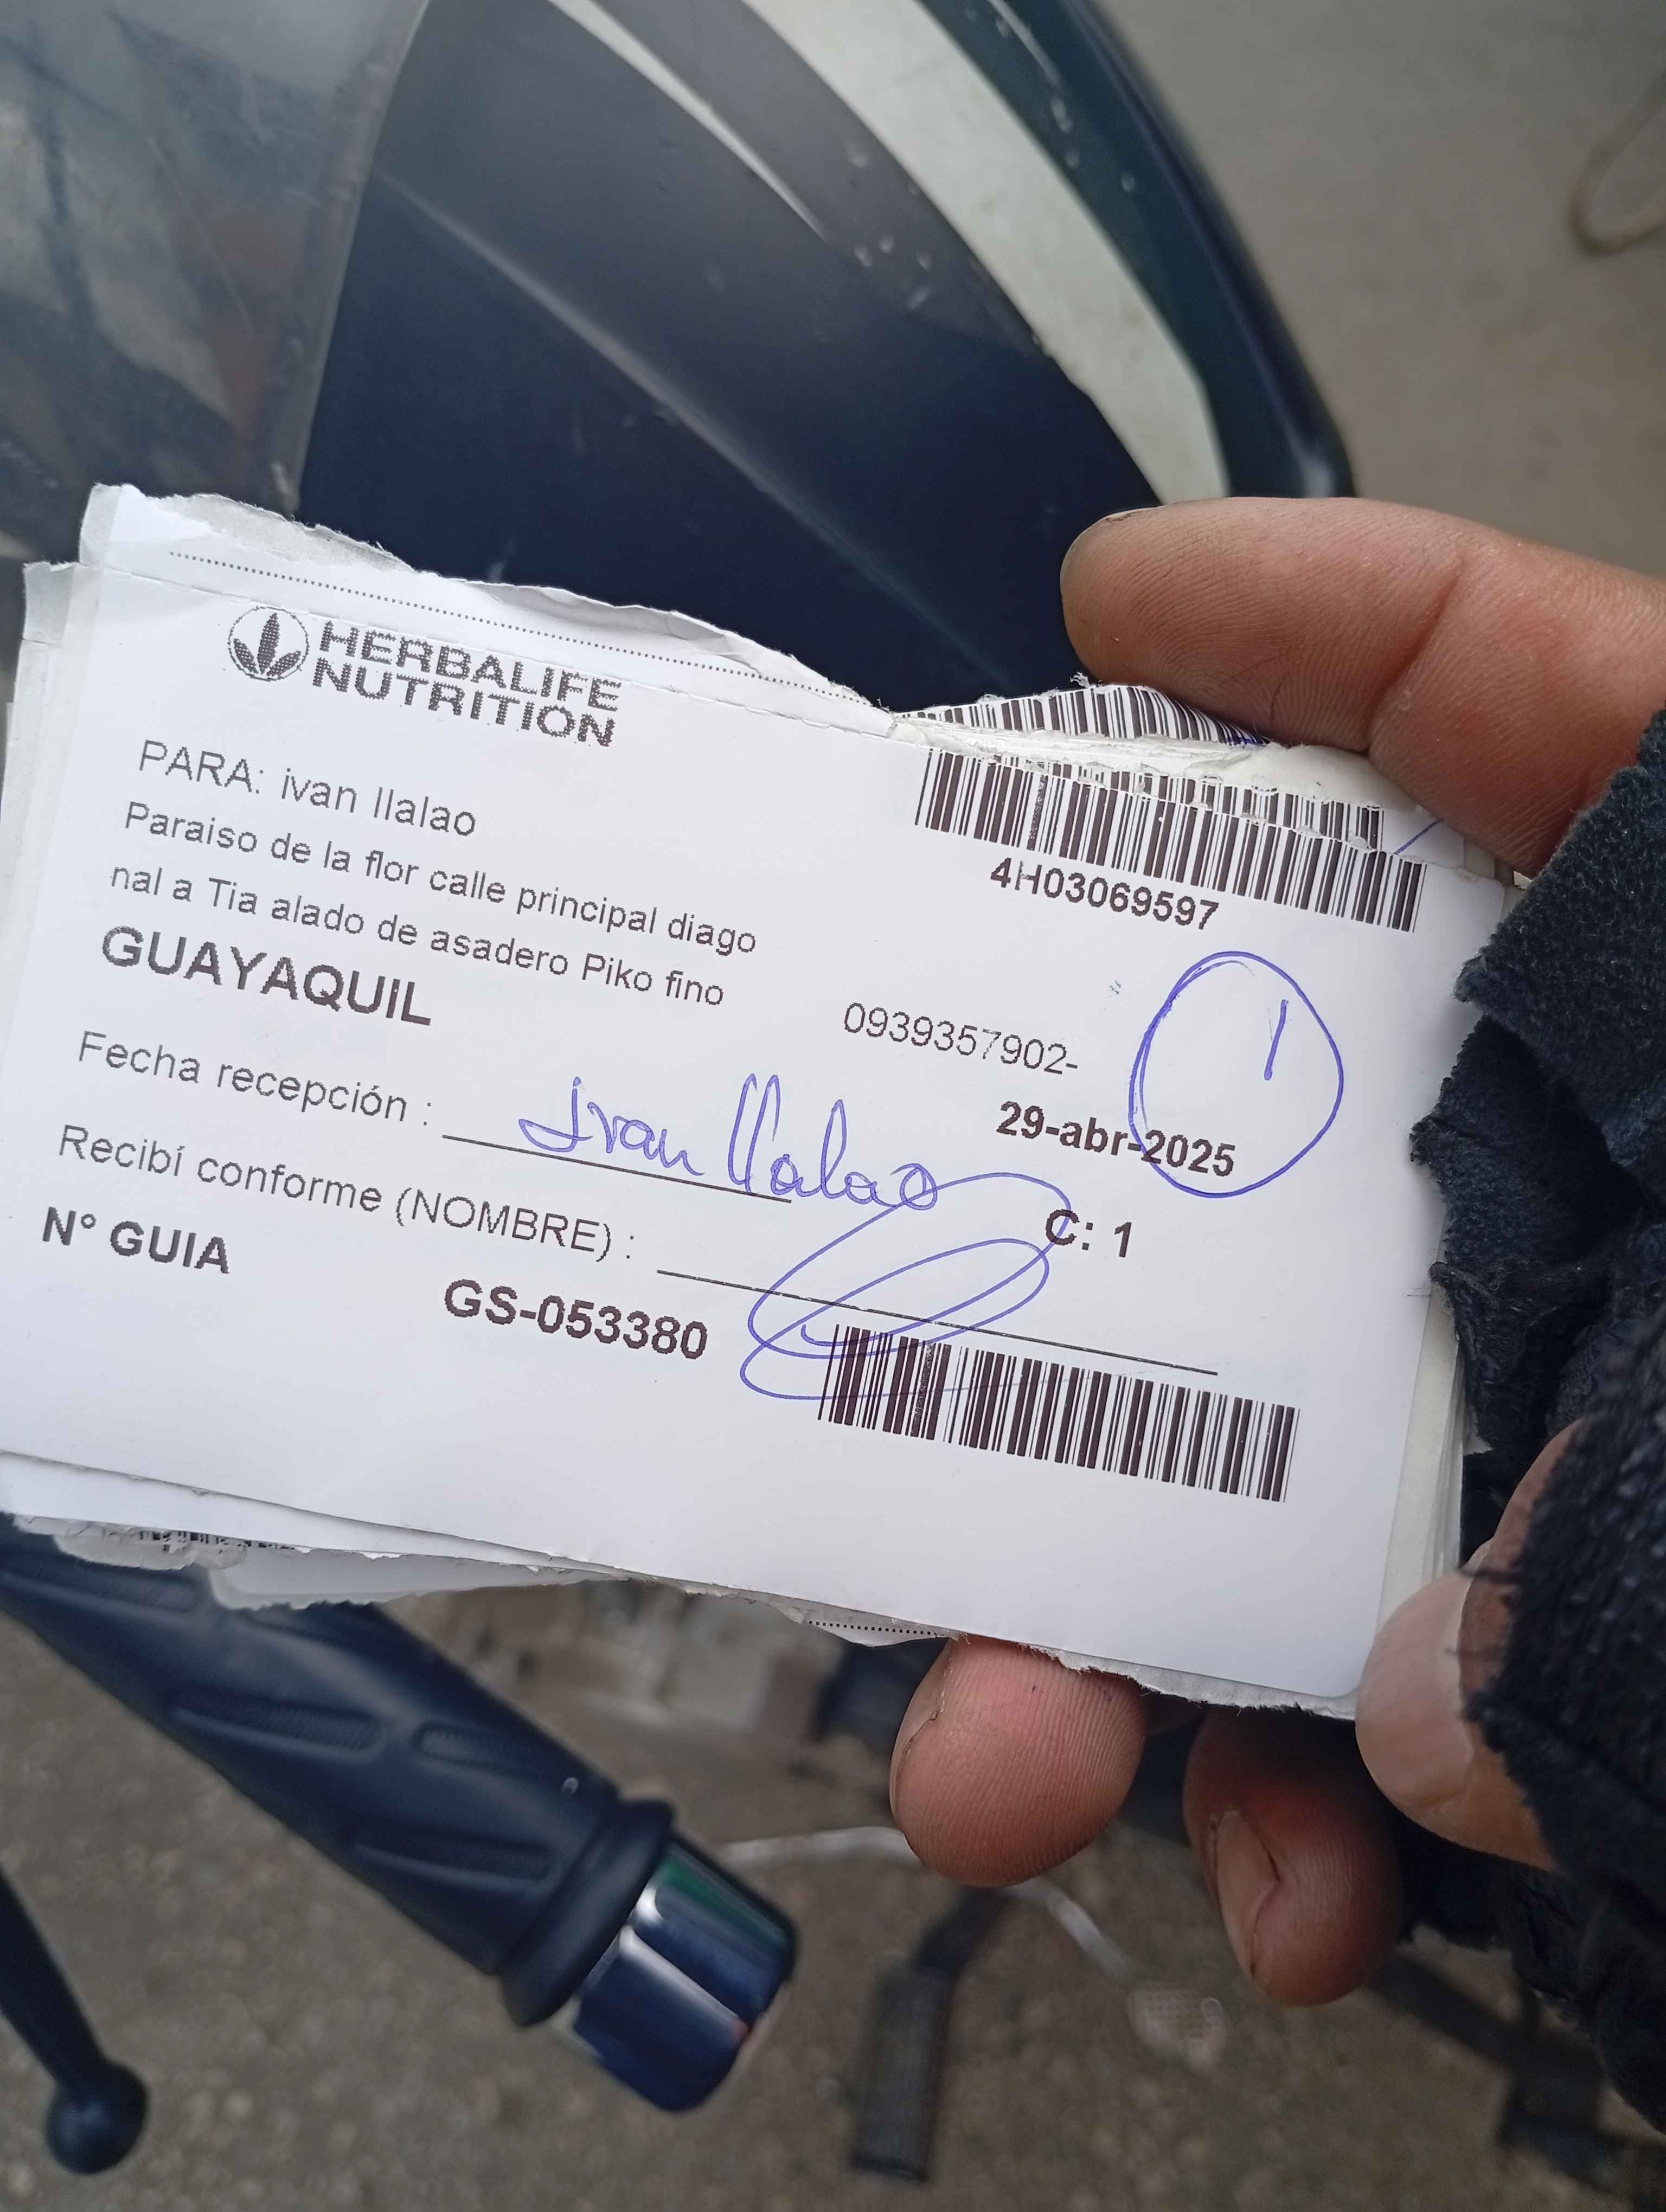 HERBALIFE
NUTRITION
4H03069597
PARA: ivan llalao
Paraiso de la flor calle principal diago
nal a Tia alado de asadero Piko fino
GUAYAQUIL
0939357902-
1
Fecha recepción : ivan llalao
29-abr-2025
Recibí conforme (NOMBRE) :
C: 1
N° GUIA
GS-053380